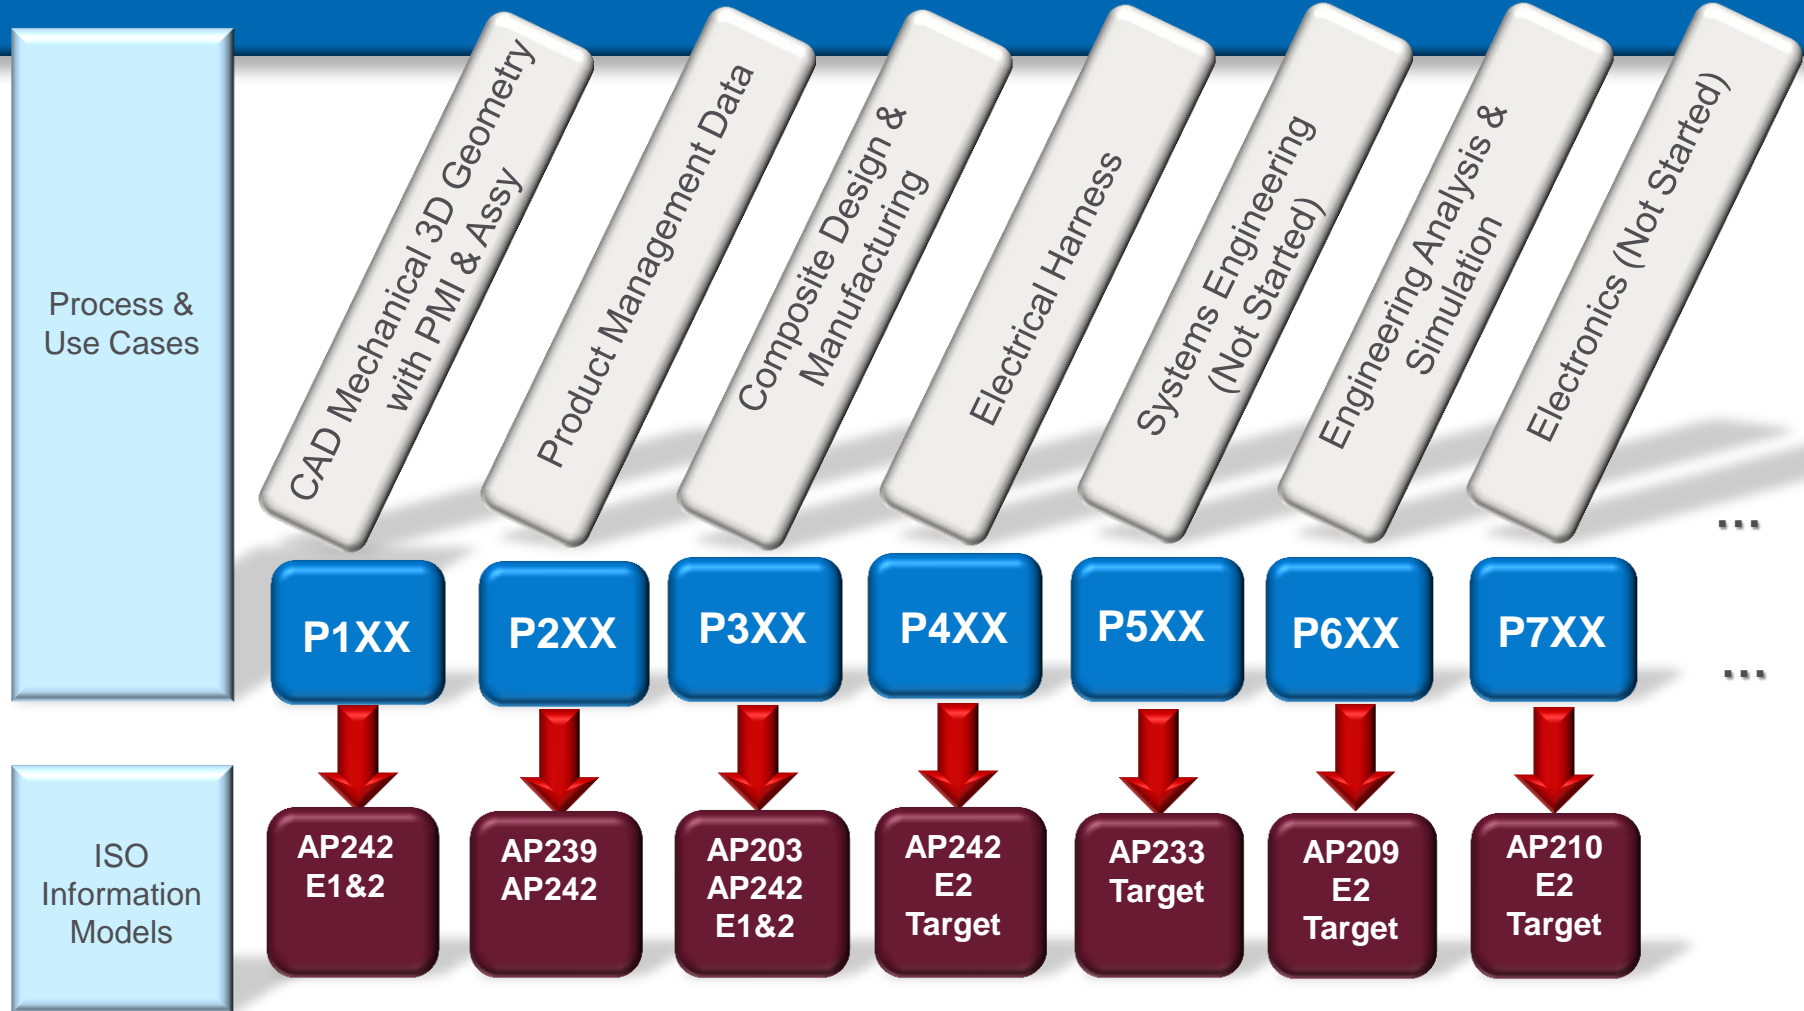 Process &
Use Cases
CAD Mechanical 3D Geometry
with PMI & Assy
Product Management Data
Composite Design &
Manufacturing
Electrical Harness
Systems Engineering
(Not Started)
Engineering Analysis &
Simulation
Electronics (Not Started)
...
P1XX
P2XX
P3XX
P4XX
P5XX
P6XX
P7XX
...
ISO
Information
Models
AP242
E1&2
AP239
AP242
AP203
AP242
E1&2
AP242
E2
Target
AP233
Target
AP209
E2
Target
AP210
E2
Target